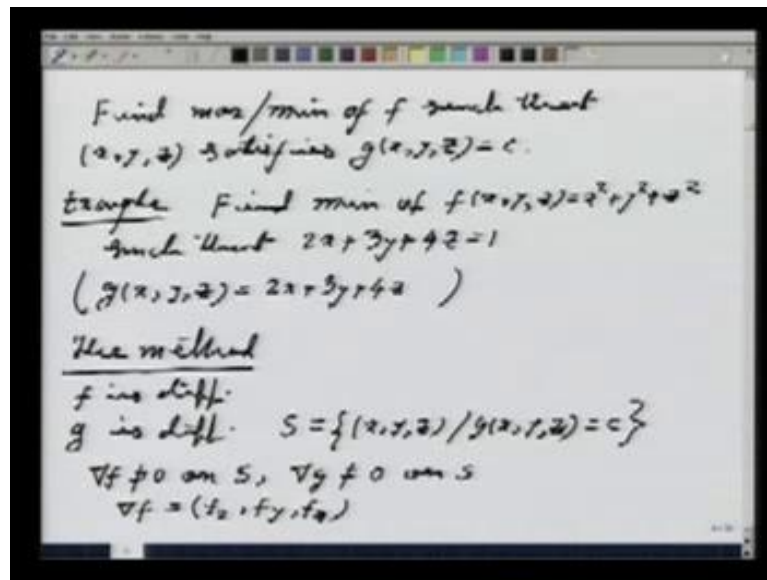 Find max/min of f such that
(x,y,z) satisfies g(x,y,z)=c.
Example Find min of f(x,y,z)=x²+y²+z²
such that 2x+3y+4z=1
(g(x,y,z)=2x+3y+4z)
The method
f is diff.
g is diff. S={(x,y,z)/g(x,y,z)=c}
∇f≠0 on S, ∇g≠0 on S
∇f=(fx,fy,fz)